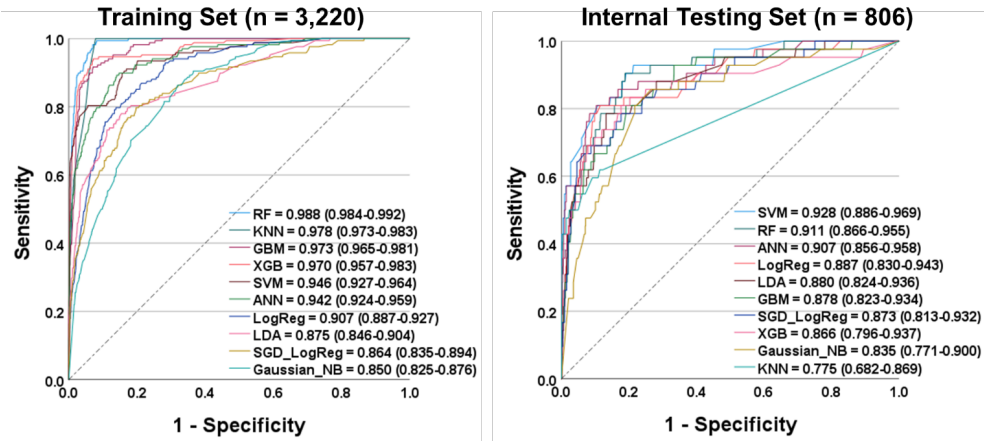 Training Set (n = 3,220)
1.0
0.8
0.6
0.4
0.2
0.0
Sensitivity
RF = 0.988 (0.984-0.992)
KNN = 0.978 (0.973-0.983)
GBM = 0.973 (0.965-0.981)
XGB = 0.970 (0.957-0.983)
SVM = 0.946 (0.927-0.964)
ANN = 0.942 (0.924-0.959)
LogReg = 0.907 (0.887-0.927)
LDA = 0.875 (0.846-0.904)
SGD_LogReg = 0.864 (0.835-0.894)
Gaussian_NB = 0.850 (0.825-0.876)
0.0 0.2 0.4 0.6 0.8 1.0
1 - Specificity
Internal Testing Set (n = 806)
1.0
0.8
0.6
0.4
0.2
0.0
Sensitivity
SVM = 0.928 (0.886-0.969)
RF = 0.911 (0.866-0.955)
ANN = 0.907 (0.856-0.958)
LogReg = 0.887 (0.830-0.943)
LDA = 0.880 (0.824-0.936)
GBM = 0.878 (0.823-0.934)
SGD_LogReg = 0.873 (0.813-0.932)
XGB = 0.866 (0.796-0.937)
Gaussian_NB = 0.835 (0.771-0.900)
KNN = 0.775 (0.682-0.869)
0.0 0.2 0.4 0.6 0.8 1.0
1 - Specificity